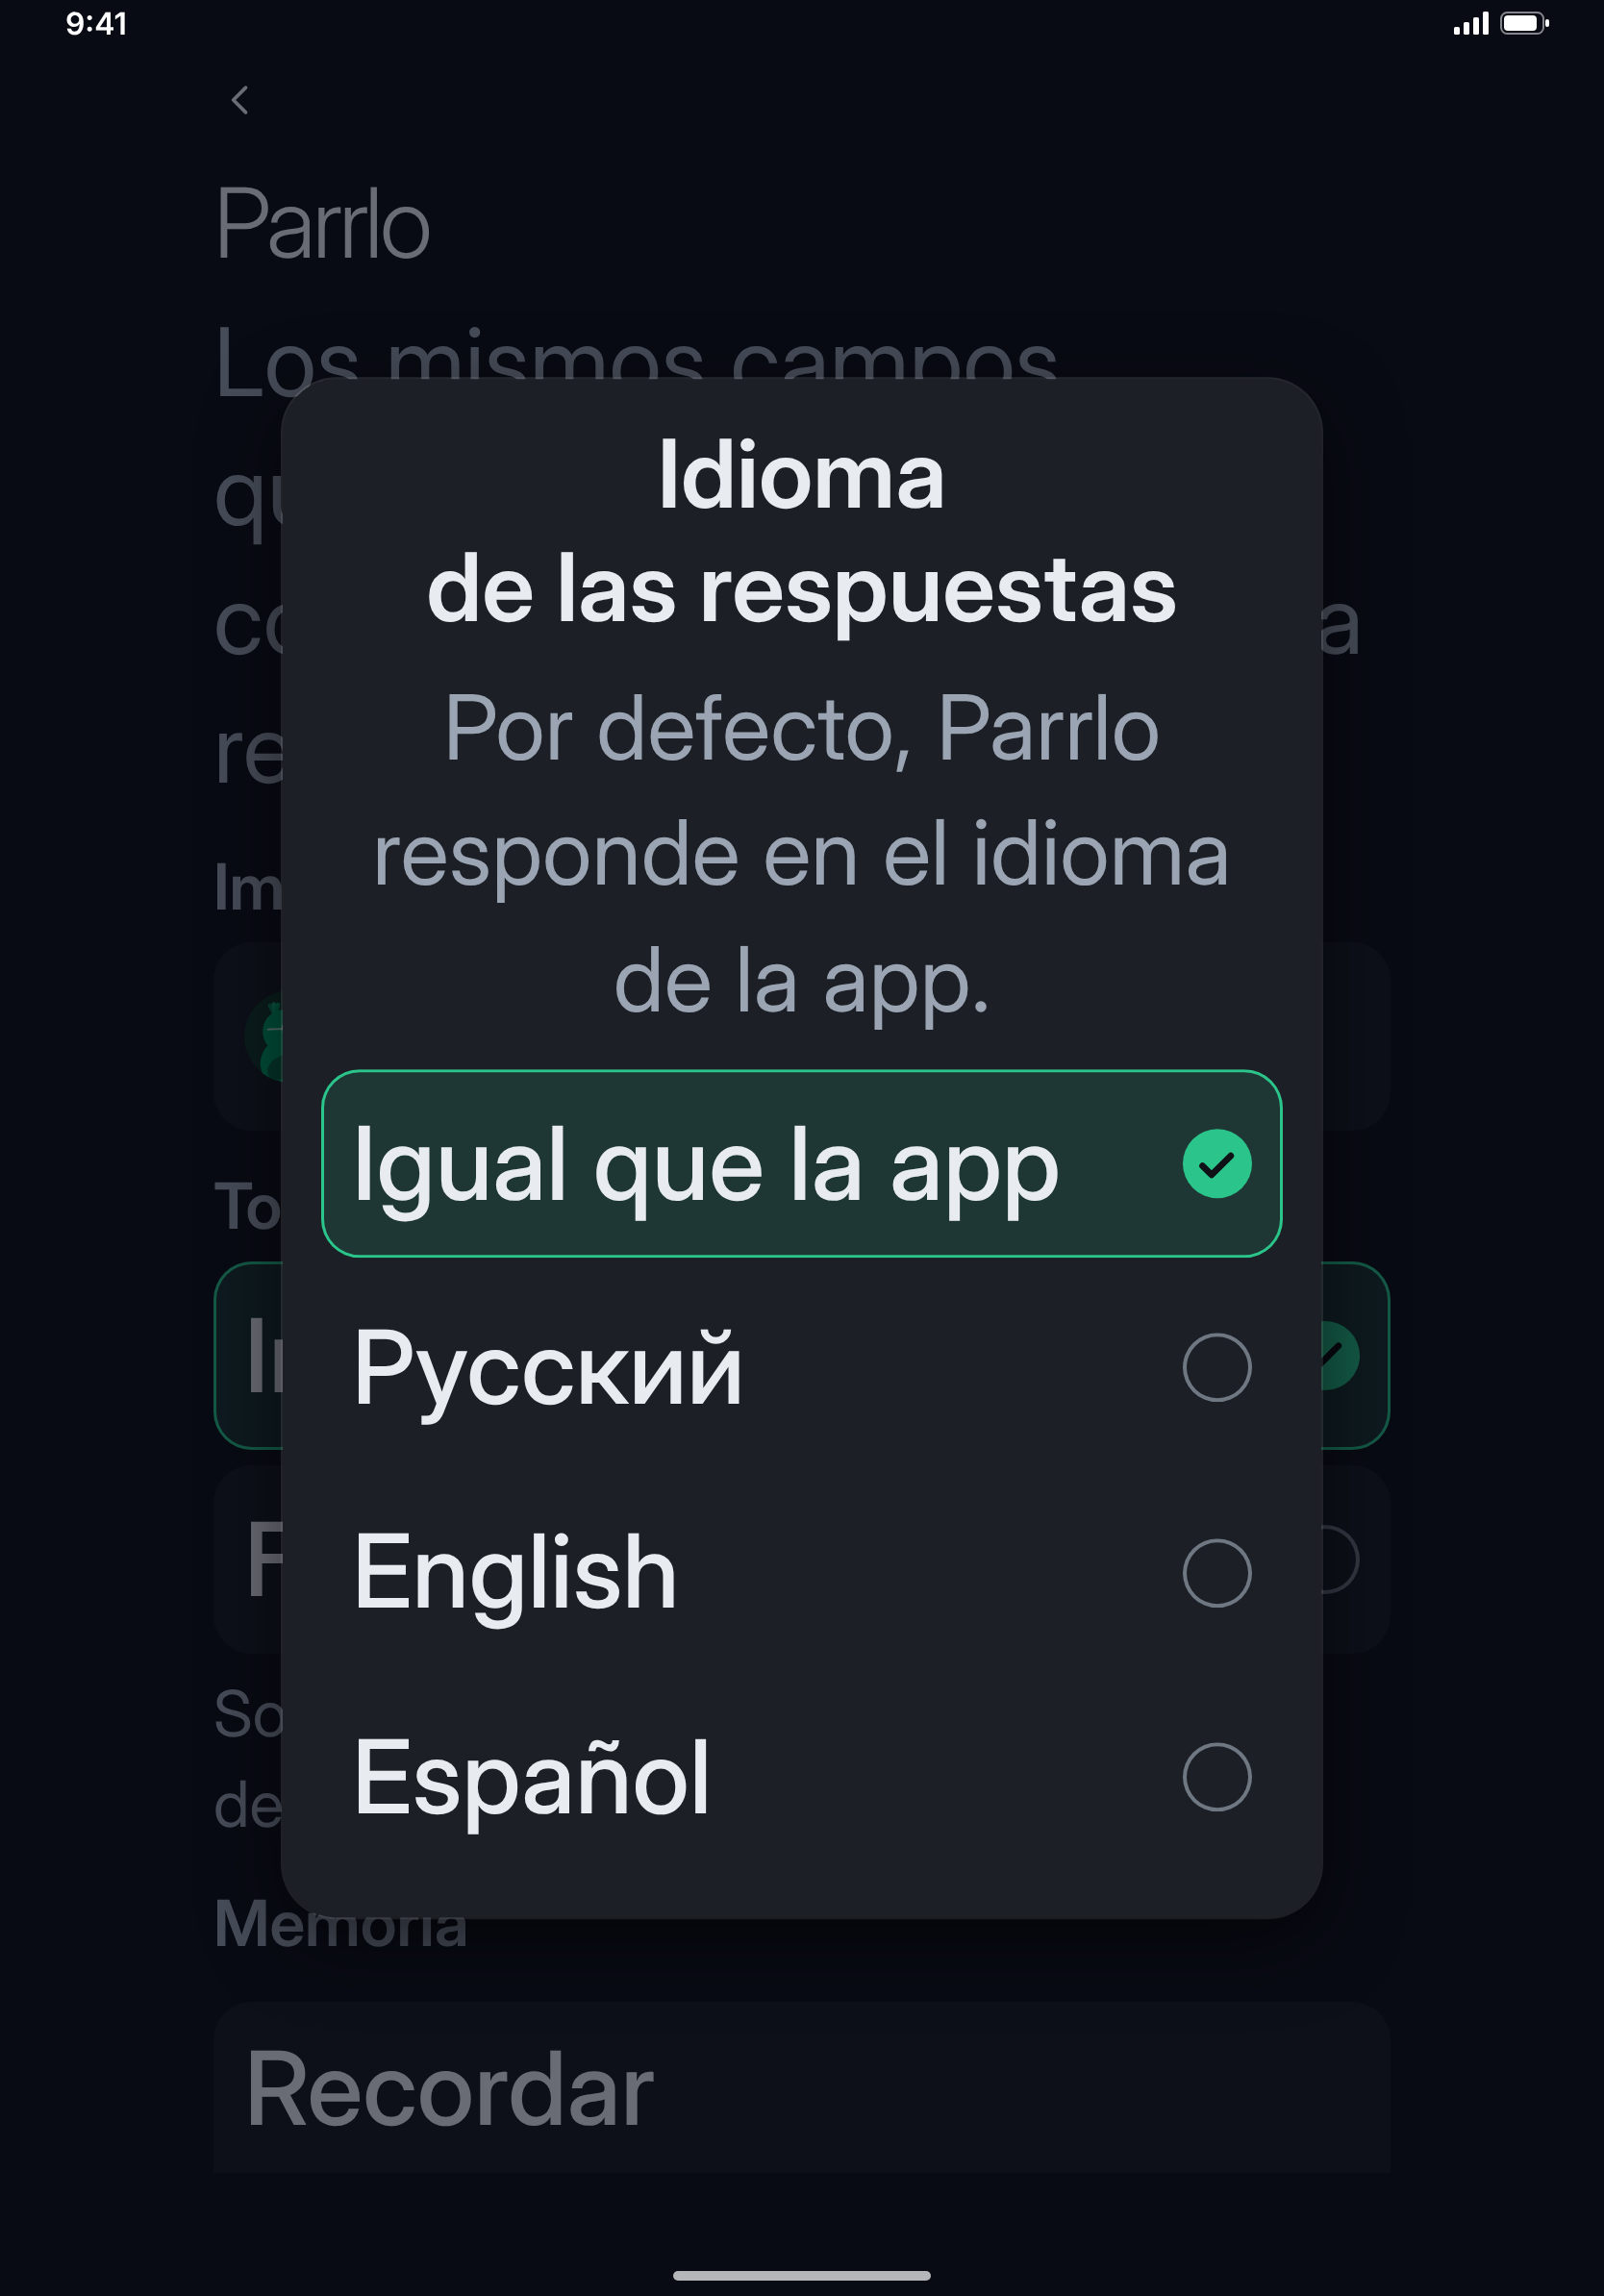 9:41
Parrlo
Los mismos campos
Idioma
de las respuestas
Por defecto, Parrlo
responde en el idioma
de la app.
Igual que la app
Русский
English
Español
Memoria
Recordar